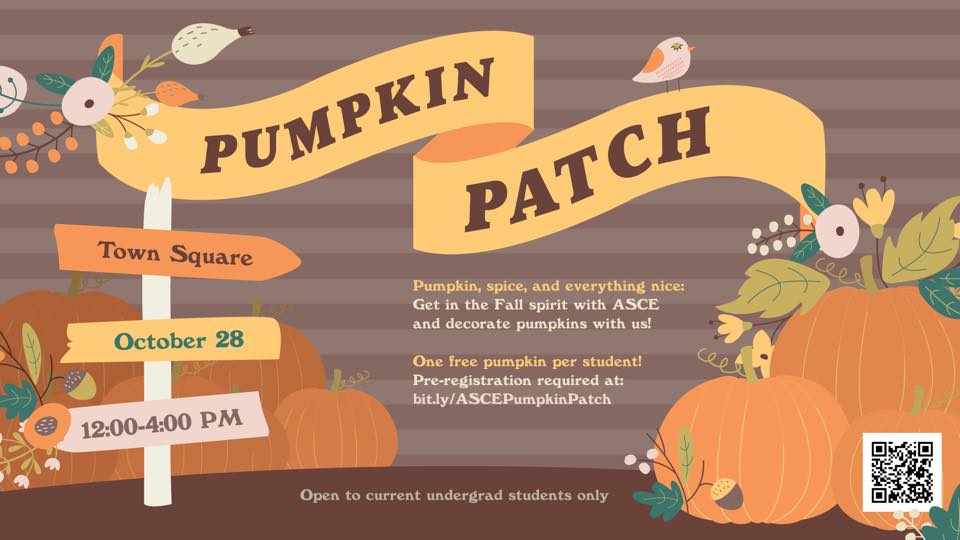 PUMPKIN
PATCH
Town Square
October 28
12:00-4:00 PM
Pumpkin, spice, and everything nice:
Get in the Fall spirit with ASCE
and decorate pumpkins with us!
One free pumpkin per student!
Pre-registration required at:
bit.ly/ASCEPumpkinPatch
Open to current undergrad students only